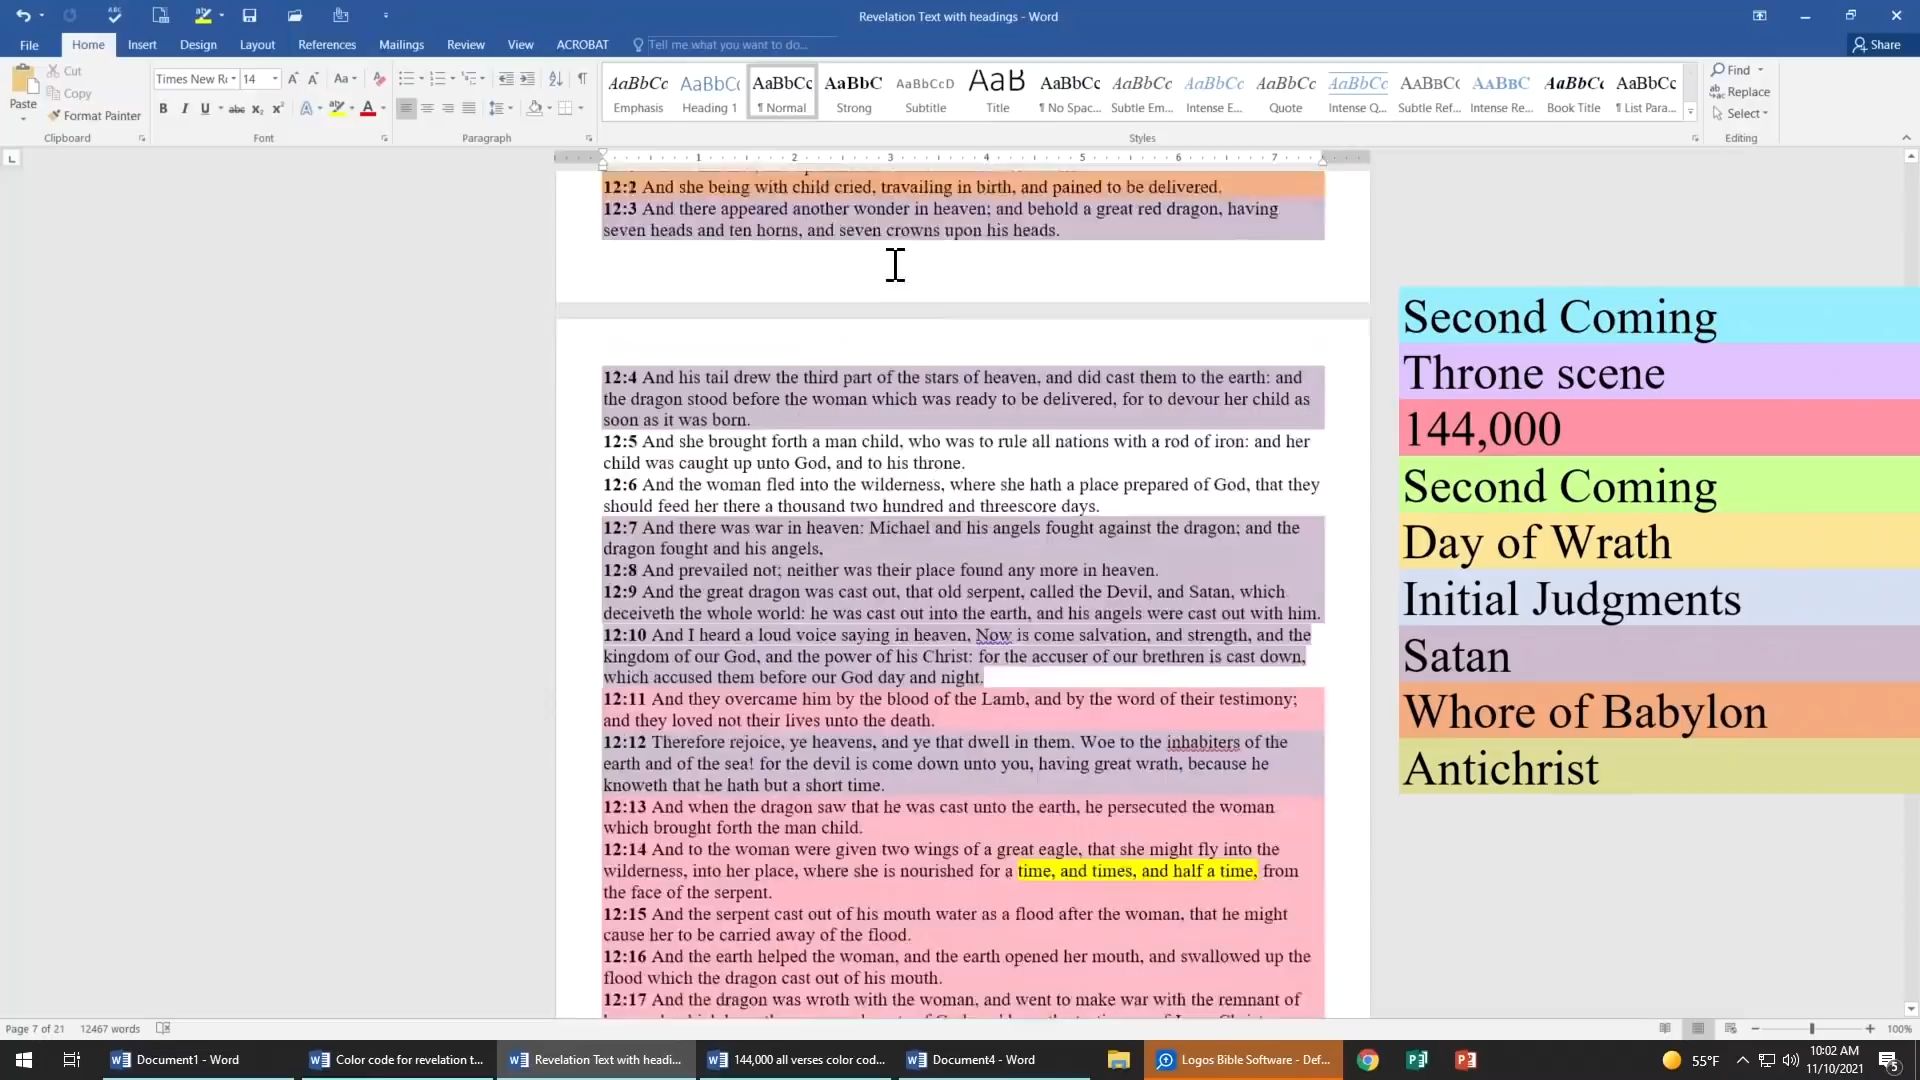 Revelation Text with headings - Word
File Home Insert Design Layout References Mailings Review View ACROBAT Tell me what you want to do... Share
Paste
Cut
Copy
Format Painter
Clipboard
Times New Ro 14
Font
Paragraph
AaBbCc AaBbCc AaBbCc AaBbC AaBbCcD AaB AaBbCc AaBbCc AaBbCc AaBbCc AaBbCc AaBbCc AaBbC AaBbCc AaBbCc
Emphasis Heading 1 ¶ Normal Strong Subtitle Title ¶ No Spac... Subtle Em... Intense E... Quote Intense Q... Subtle Ref... Intense Re... Book Title ¶ List Para...
Styles
Find
Replace
Select
Editing
1 2 3 4 5 6 7
12:2 And she being with child cried, travailing in birth, and pained to be delivered.
12:3 And there appeared another wonder in heaven; and behold a great red dragon, having
seven heads and ten horns, and seven crowns upon his heads.
12:4 And his tail drew the third part of the stars of heaven, and did cast them to the earth: and
the dragon stood before the woman which was ready to be delivered, for to devour her child as
soon as it was born.
12:5 And she brought forth a man child, who was to rule all nations with a rod of iron: and her
child was caught up unto God, and to his throne.
12:6 And the woman fled into the wilderness, where she hath a place prepared of God, that they
should feed her there a thousand two hundred and threescore days.
12:7 And there was war in heaven: Michael and his angels fought against the dragon; and the
dragon fought and his angels,
12:8 And prevailed not; neither was their place found any more in heaven.
12:9 And the great dragon was cast out, that old serpent, called the Devil, and Satan, which
deceiveth the whole world: he was cast out into the earth, and his angels were cast out with him.
12:10 And I heard a loud voice saying in heaven, Now is come salvation, and strength, and the
kingdom of our God, and the power of his Christ: for the accuser of our brethren is cast down,
which accused them before our God day and night.
12:11 And they overcame him by the blood of the Lamb, and by the word of their testimony;
and they loved not their lives unto the death.
12:12 Therefore rejoice, ye heavens, and ye that dwell in them. Woe to the inhabiters of the
earth and of the sea! for the devil is come down unto you, having great wrath, because he
knoweth that he hath but a short time.
12:13 And when the dragon saw that he was cast unto the earth, he persecuted the woman
which brought forth the man child.
12:14 And to the woman were given two wings of a great eagle, that she might fly into the
wilderness, into her place, where she is nourished for a time, and times, and half a time, from
the face of the serpent.
12:15 And the serpent cast out of his mouth water as a flood after the woman, that he might
cause her to be carried away of the flood.
12:16 And the earth helped the woman, and the earth opened her mouth, and swallowed up the
flood which the dragon cast out of his mouth.
12:17 And the dragon was wroth with the woman, and went to make war with the remnant of
Second Coming
Throne scene
144,000
Second Coming
Day of Wrath
Initial Judgments
Satan
Whore of Babylon
Antichrist
Page 7 of 21 12467 words
100%
Document1 - Word
Color code for revelation t...
Revelation Text with headi...
144,000 all verses color cod...
Document4 - Word
Logos Bible Software - Def...
55°F
10:02 AM
11/10/2021
5